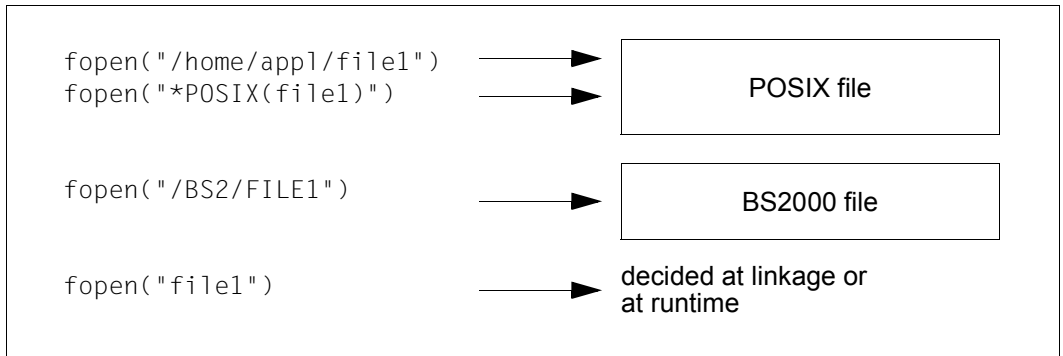 fopen("/home/appl/file1")
fopen("*POSIX(file1)")
POSIX file
fopen("/BS2/FILE1")
BS2000 file
fopen("file1")
decided at linkage or
at runtime